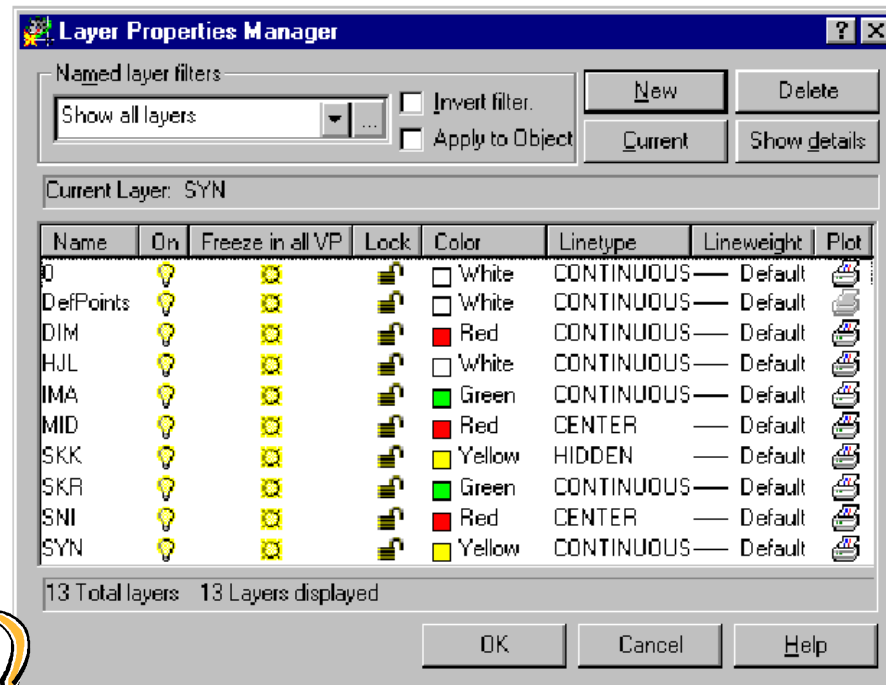 Layer Properties Manager
Named layer filters
Show all layers
...
Invert filter.
Apply to Object
New
Delete
Current
Show details
Current Layer: SYN
Name On Freeze in all VP Lock Color Linetype Lineweight Plot
0 White CONTINUOUS Default
DefPoints White CONTINUOUS Default
DIM Red CONTINUOUS Default
HJL White CONTINUOUS Default
IMA Green CONTINUOUS Default
MID Red CENTER Default
SKK Yellow HIDDEN Default
SKR Green CONTINUOUS Default
SNI Red CENTER Default
SYN Yellow CONTINUOUS Default
13 Total layers 13 Layers displayed
OK Cancel Help